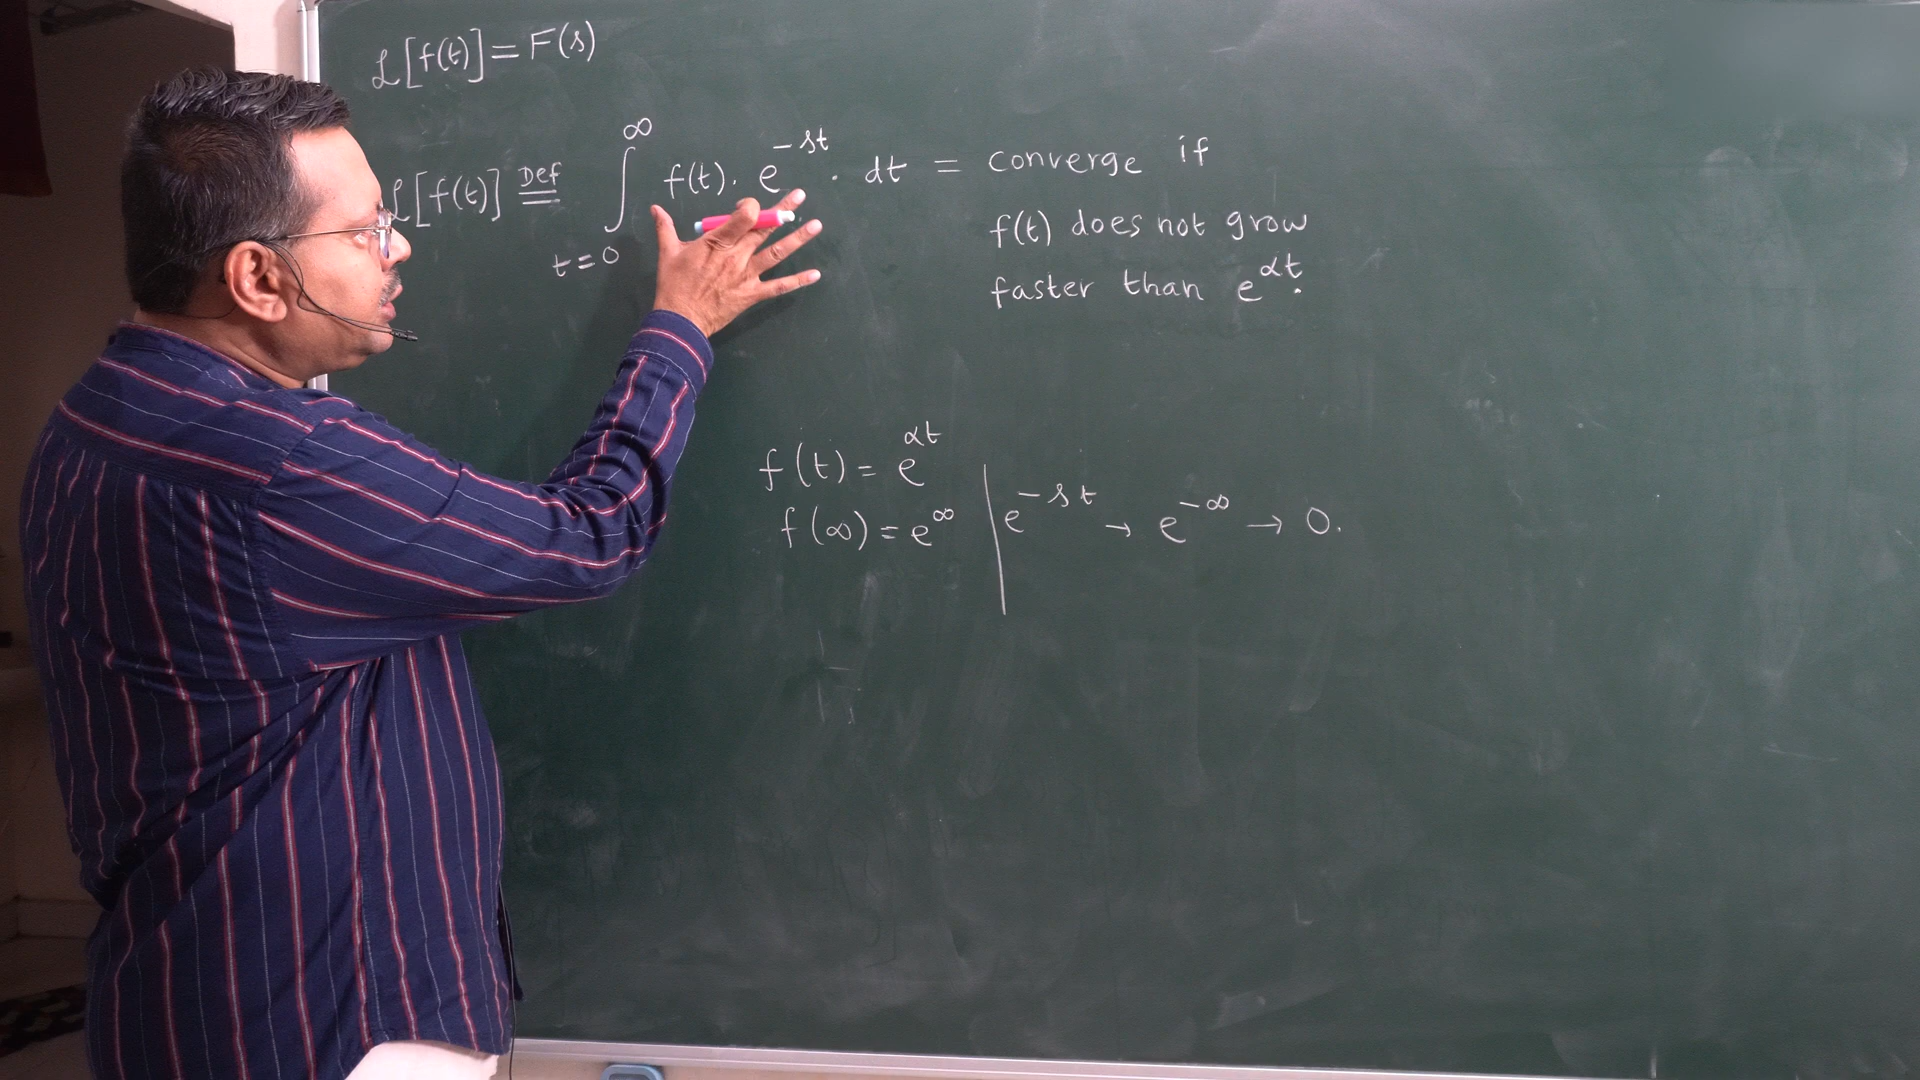 ℒ[f(t)] = F(s)
ℒ[f(t)] Def= ∫_{t=0}^{∞} f(t). e^{-st} . dt = converge if
f(t) does not grow
faster than e^{αt}.
f(t) = e^{αt}
f(∞) = e^{∞} | e^{-st} → e^{-∞} → 0.